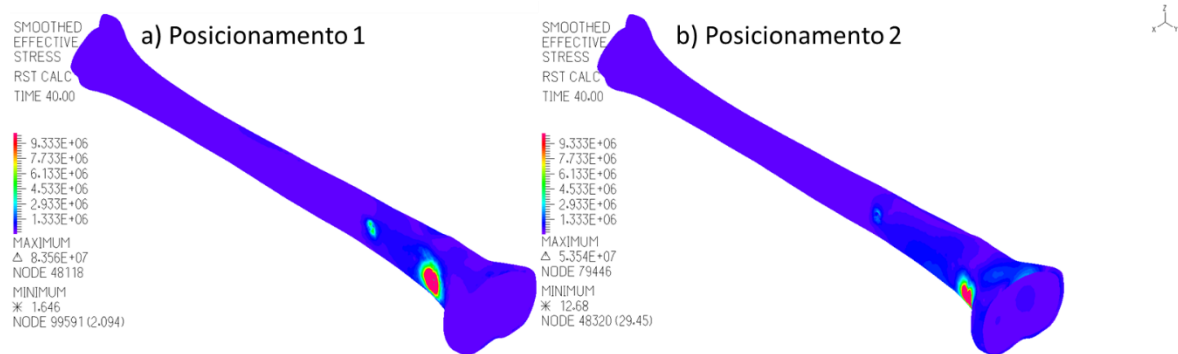 SMOOTHED
EFFECTIVE
STRESS
RST CALC
TIME 40.00
a) Posicionamento 1
9.333E+06
7.733E+06
6.133E+06
4.533E+06
2.933E+06
1.333E+06
MAXIMUM
Δ 8.356E+07
NODE 48118
MINIMUM
* 1.646
NODE 99591 (2.094)
SMOOTHED
EFFECTIVE
STRESS
RST CALC
TIME 40.00
b) Posicionamento 2
9.333E+06
7.733E+06
6.133E+06
4.533E+06
2.933E+06
1.333E+06
MAXIMUM
Δ 5.354E+07
NODE 79446
MINIMUM
* 12.68
NODE 48320 (29.45)
Z
X Y